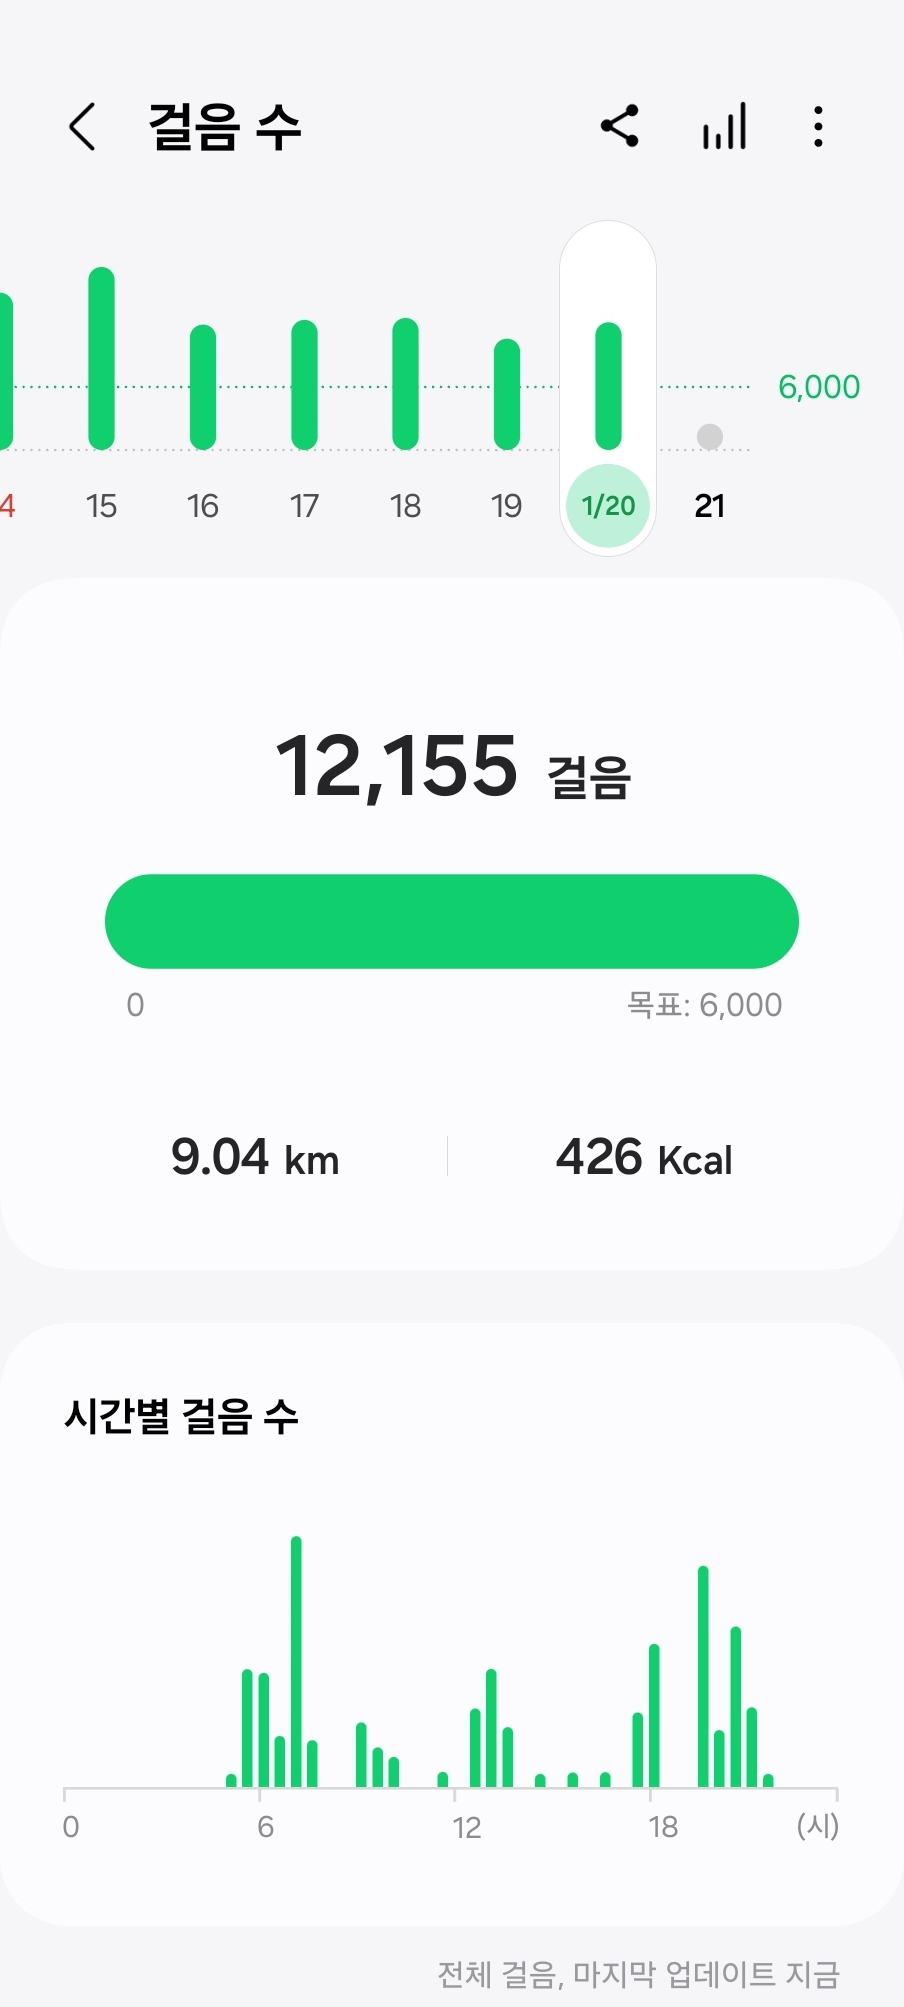 걸음 수
6,000
4 15 16 17 18 19 1/20 21
12,155 걸음
0 목표: 6,000
9.04 km 426 Kcal
시간별 걸음 수
0 6 12 18 (시)
전체 걸음, 마지막 업데이트 지금